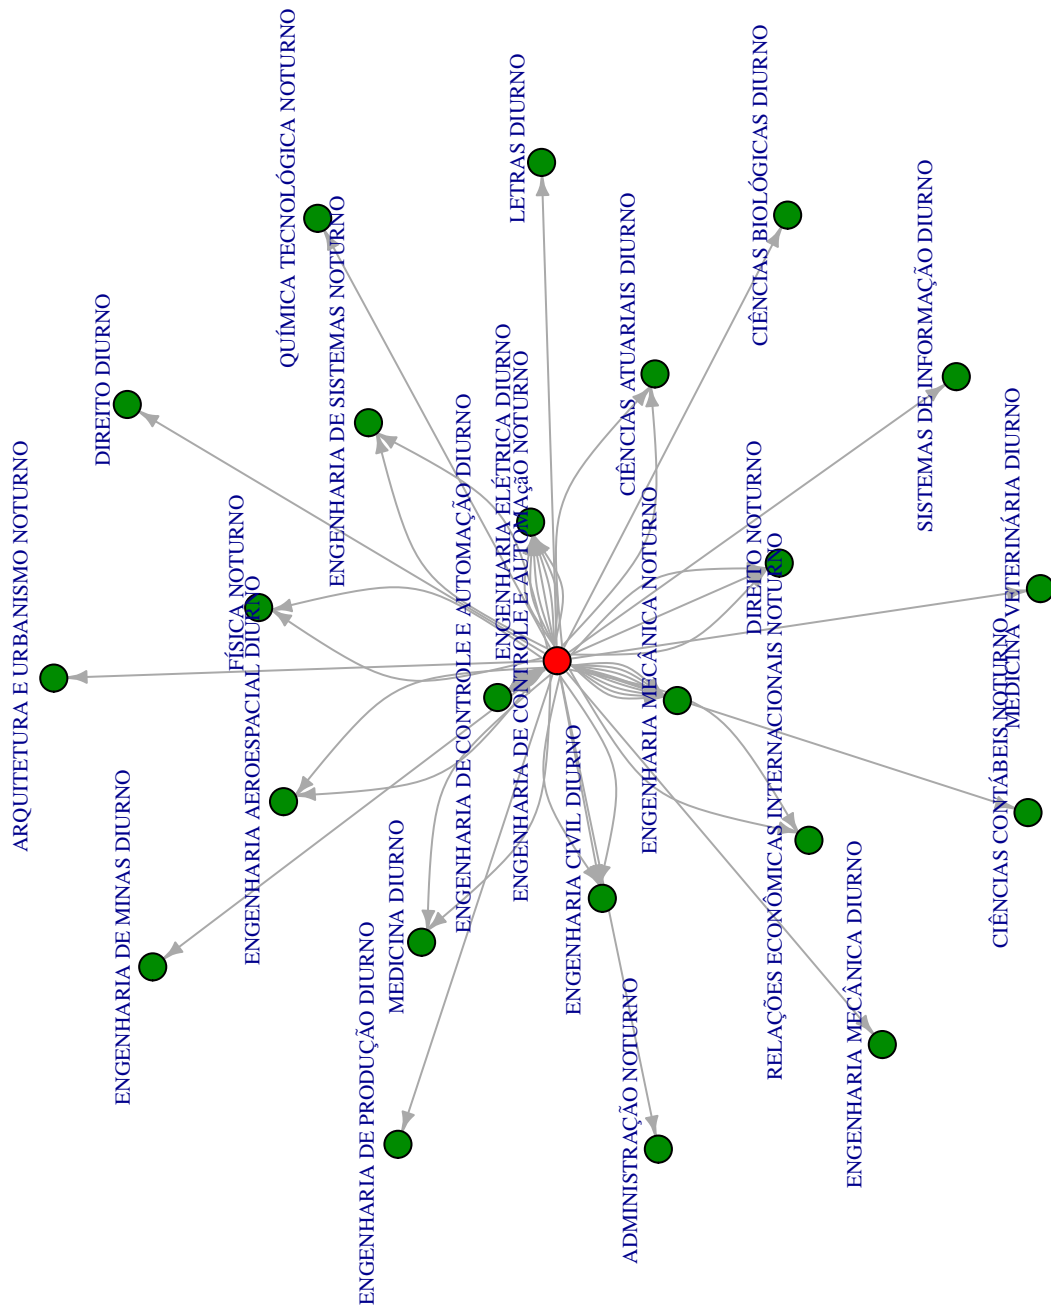 QUÍMICA TECNOLÓGICA NOTURNO
LETRAS DIURNO
CIÊNCIAS BIOLÓGICAS DIURNO
DIREITO DIURNO
ENGENHARIA DE SISTEMAS NOTURNO
CIÊNCIAS ATUARIAIS DIURNO
SISTEMAS DE INFORMAÇÃO DIURNO
ARQUITETURA E URBANISMO NOTURNO
FÍSICA NOTURNO
ENGENHARIA ELÉTRICA DIURNO
DIREITO NOTURNO
MEDICINA VETERINÁRIA DIURNO
ENGENHARIA AEROESPACIAL DIURNO
ENGENHARIA DE CONTROLE E AUTOMAÇÃO DIURNO
ENGENHARIA DE CONTROLE E AUTOMAçãO NOTURNO
ENGENHARIA MECÂNICA NOTURNO
RELAÇÕES ECONÔMICAS INTERNACIONAIS NOTURNO
CIÊNCIAS CONTÁBEIS NOTURNO
ENGENHARIA DE MINAS DIURNO
MEDICINA DIURNO
ENGENHARIA CIVIL DIURNO
ENGENHARIA DE PRODUÇÃO DIURNO
ADMINISTRAÇÃO NOTURNO
ENGENHARIA MECÂNICA DIURNO